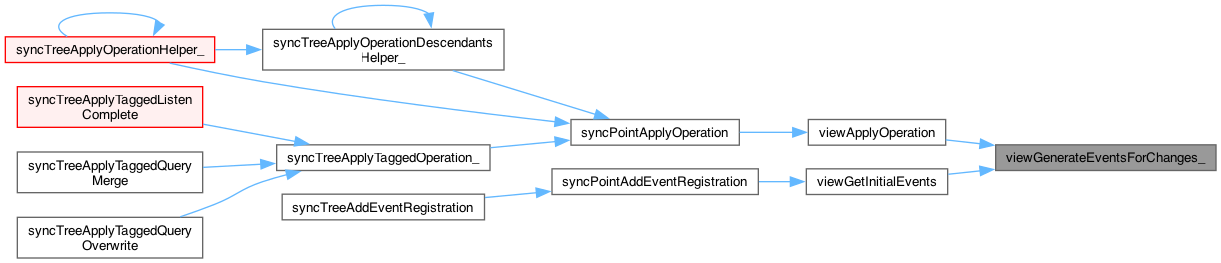 syncTreeApplyOperationHelper_
syncTreeApplyOperationDescendants
Helper_
syncTreeApplyTaggedListen
Complete
syncPointApplyOperation
viewApplyOperation
syncTreeApplyTaggedOperation_
viewGenerateEventsForChanges_
syncTreeApplyTaggedQuery
Merge
syncPointAddEventRegistration
viewGetInitialEvents
syncTreeAddEventRegistration
syncTreeApplyTaggedQuery
Overwrite